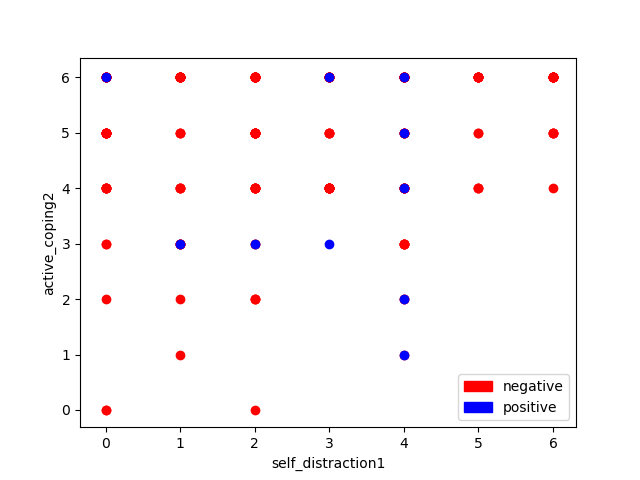 6
5
4
3
2
1
0
active_coping2
0 1 2 3 4 5 6
self_distraction1
negative
positive